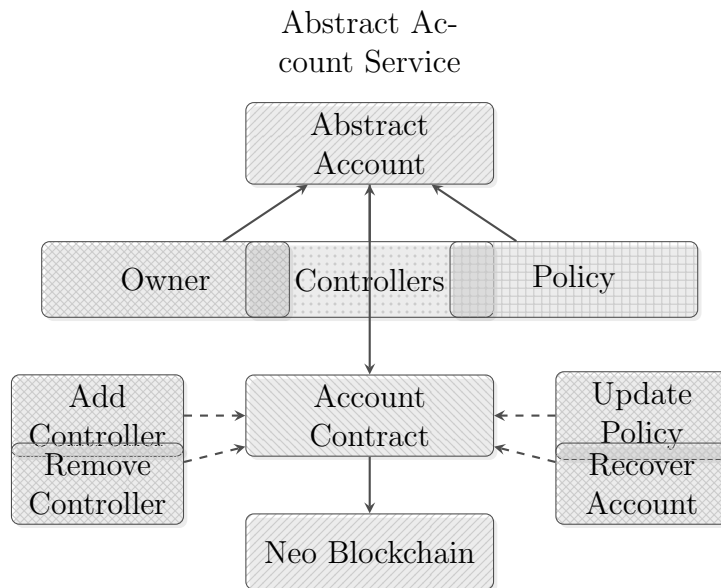 Abstract Ac-
count Service
Abstract
Account
Owner
Controllers
Policy
Add
Controller
Remove
Controller
Account
Contract
Update
Policy
Recover
Account
Neo Blockchain